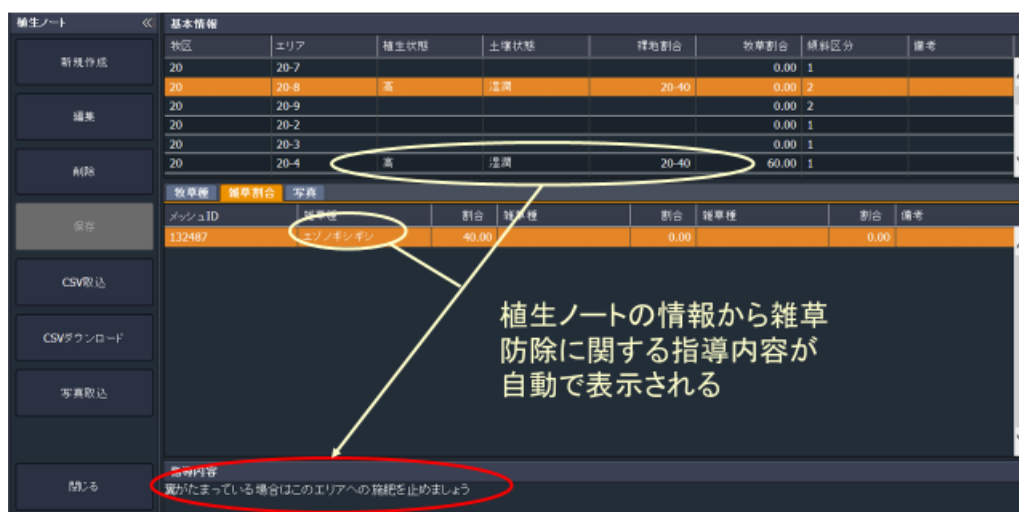 植生ノート
基本情報
新規作成
編集
削除
保存
CSV取込
CSVダウンロード
写真取込
閉じる
牧区 エリア 植生状態 土壌状態 裸地割合 牧草割合 傾斜区分 備考
20 20-7 0.00 1
20 20-8 高 湿潤 20-40 0.00 2
20 20-9 0.00 2
20 20-2 0.00 1
20 20-3 0.00 1
20 20-4 高 湿潤 20-40 60.00 1
牧草種 雑草割合 写真
メッシュID 雑草種 割合 雑草種 割合 雑草種 割合 備考
132487 エゾノギシギシ 40.00 0.00 0.00
植生ノートの情報から雑草
防除に関する指導内容が
自動で表示される
指導内容
糞がたまっている場合はこのエリアへの施肥を止めましょう